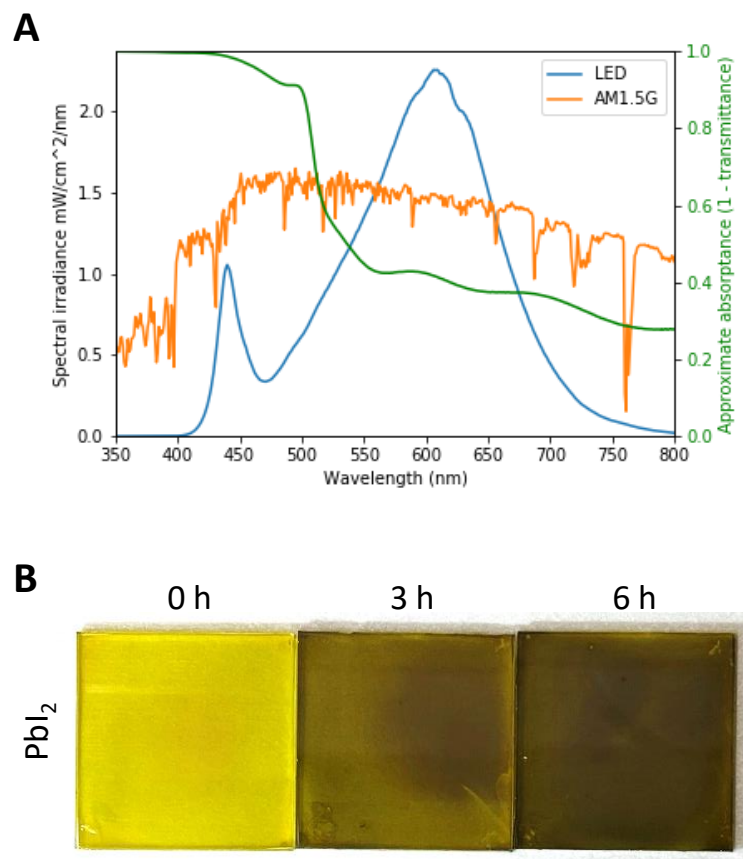 A
Spectral irradiance mW/cm^2/nm
2.0
1.5
1.0
0.5
0.0
LED
AM1.5G
1.0
0.8
0.6
0.4
0.2
0.0
Approximate absorptance (1 - transmittance)
350 400 450 500 550 600 650 700 750 800
Wavelength (nm)
B
0 h 3 h 6 h
PbI2